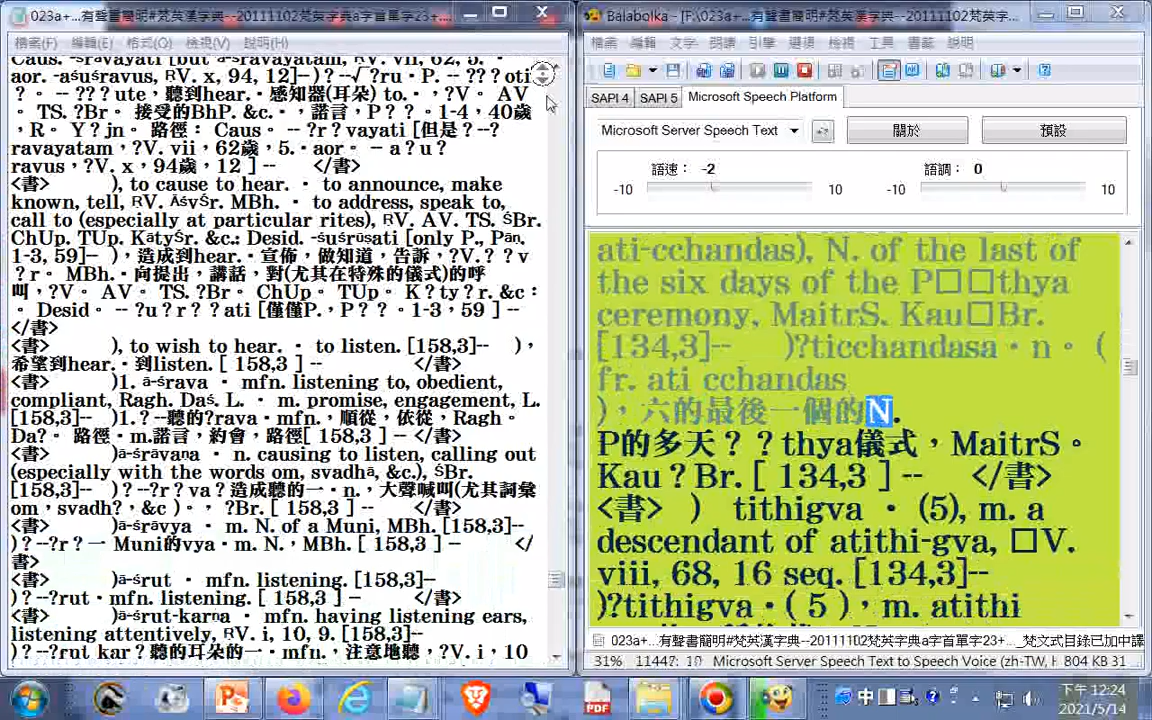 023a+...有聲書簡明#梵英漢字典--20111102梵英字典a字首單字23+...
檔案(F) 編輯(E) 格式(O) 檢視(V) 說明(H)
Caus. -śrāvayati [but ā-śravayatam, RV. vii, 62, 5. ·
aor. -aśuśravus, RV. x, 94, 12]--)?--√?ru·P. -- ???oti
?。-- ???ute,聽到hear.·感知器(耳朵) to.·,?V。AV
。TS.?Br。 接受的BhP. &c.·,諾言,P??。1-4,40歲
,R。Y?jn。路徑: Caus。-- ?r?vayati [但是?--?
ravayatam,?V. vii,62歲,5.·aor。-- a?u?
ravus,?V. x,94歲,12 ] -- </書>
<書> ), to cause to hear. · to announce, make
known, tell, RV. ĀsvŚr. MBh. · to address, speak to,
call to (especially at particular rites), RV. AV. TS. ŚBr.
ChUp. TUp. KātyŚr. &c.: Desid. -śuśrūṣati [only P., Pāṇ.
1-3, 59]--),造成到hear.·宣佈,做知道,告訴,?V.??v
?r。MBh.·向提出,講話,對(尤其在特殊的儀式)的呼
叫,?V。AV。TS.?Br。ChUp。TUp。K?ty?r. &c:
。Desid。-- ?u?r??ati [僅僅P.,P??。1-3,59 ] --
</書>
<書> ), to wish to hear. · to listen. [158,3]-- ),
希望到hear.·到listen. [ 158,3 ] -- </書>
<書> )1. ā-śrava · mfn. listening to, obedient,
compliant, Ragh. Daś. L. · m. promise, engagement, L.
[158,3]-- )1.?--聽的?rava·mfn.,順從,依從,Ragh。
Da?。路徑·m.諾言,約會,路徑[ 158,3 ] -- </書>
<書> )ā-śrāvaṇa · n. causing to listen, calling out
(especially with the words om, svadhā, &c.), ŚBr.
[158,3]-- )?--?r?va?造成聽的一·n.,大聲喊叫(尤其詞彙
om,svadh?,&c )。,?Br。[ 158,3 ] -- </書>
<書> )ā-śrāvya · m. N. of a Muni, MBh. [158,3]--
)?--?r?一 Muni的vya·m. N.,MBh. [ 158,3 ] -- </
書>
<書> )ā-śrut · mfn. listening. [158,3]--
)?--?rut·mfn. listening. [ 158,3 ] -- </書>
<書> )ā-śrut-karṇa · mfn. having listening ears,
listening attentively, RV. i, 10, 9. [158,3]--
)?--?rut kar?聽的耳朵的一·mfn.,注意地聽,?V. i,10
Balabolka - [F:\023a+...有聲書簡明#梵英漢字典--20111102梵英字...
檔案 編輯 文字 朗讀 引擎 選項 檢視 工具 書籤 說明
SAPI 4 SAPI 5 Microsoft Speech Platform
Microsoft Server Speech Text 關於 預設
語速: -2 語調: 0
-10 10 -10 10
ati-cchandas), N. of the last of
the six days of the P□□thya
ceremony, MaitrS. Kau□Br.
[134,3]-- )?ticchandasa·n。(
fr. ati cchandas
),六的最後一個的N.
P的多天??thya儀式,MaitrS。
Kau?Br. [ 134,3 ] -- </書>
<書> ) tithigva · (5), m. a
descendant of atithi-gva, □V.
viii, 68, 16 seq. [134,3]--
)?tithigva·( 5 ),m. atithi
023a+...有聲書簡明#梵英漢字典--20111102梵英字典a字首單字23+..._梵文式目錄已加中譯
31% 11447: 10 Microsoft Server Speech Text to Speech Voice (zh-TW, H 804 KB 31
中
下午 12:24
2021/5/14